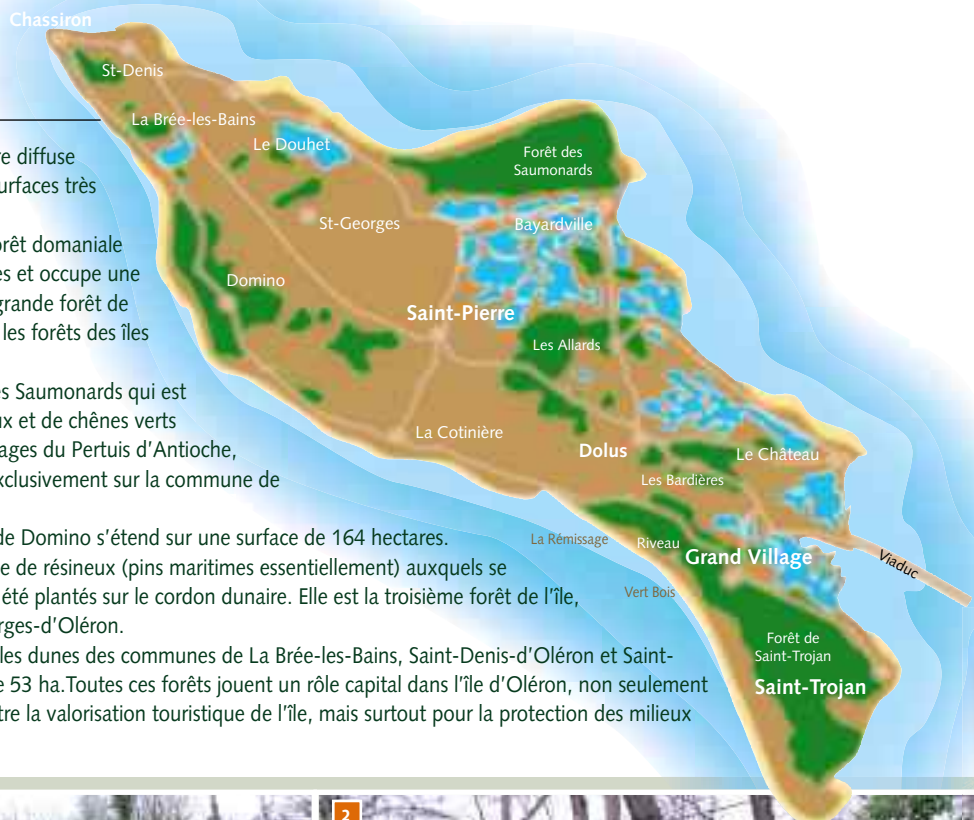 Chassiron
St-Denis
La Brée-les-Bains
Le Douhet
Forêt des
Saumonards
St-Georges
Bayardville
Domino
Saint-Pierre
Les Allards
La Cotinière
Dolus
Le Château
Les Bardières
La Rémissage
Riveau
Grand Village
Viaduc
Vert Bois
Forêt de
Saint-Trojan
Saint-Trojan
e diffuse
urfaces très
orêt domaniale
es et occupe une
grande forêt de
les forêts des îles
es Saumonards qui est
ux et de chênes verts
ages du Pertuis d’Antioche,
xclusivement sur la commune de
de Domino s’étend sur une surface de 164 hectares.
e de résineux (pins maritimes essentiellement) auxquels se
été plantés sur le cordon dunaire. Elle est la troisième forêt de l’île,
rges-d’Oléron.
les dunes des communes de La Brée-les-Bains, Saint-Denis-d’Oléron et Saint-
e 53 ha.Toutes ces forêts jouent un rôle capital dans l’île d’Oléron, non seulement
tre la valorisation touristique de l’île, mais surtout pour la protection des milieux
2